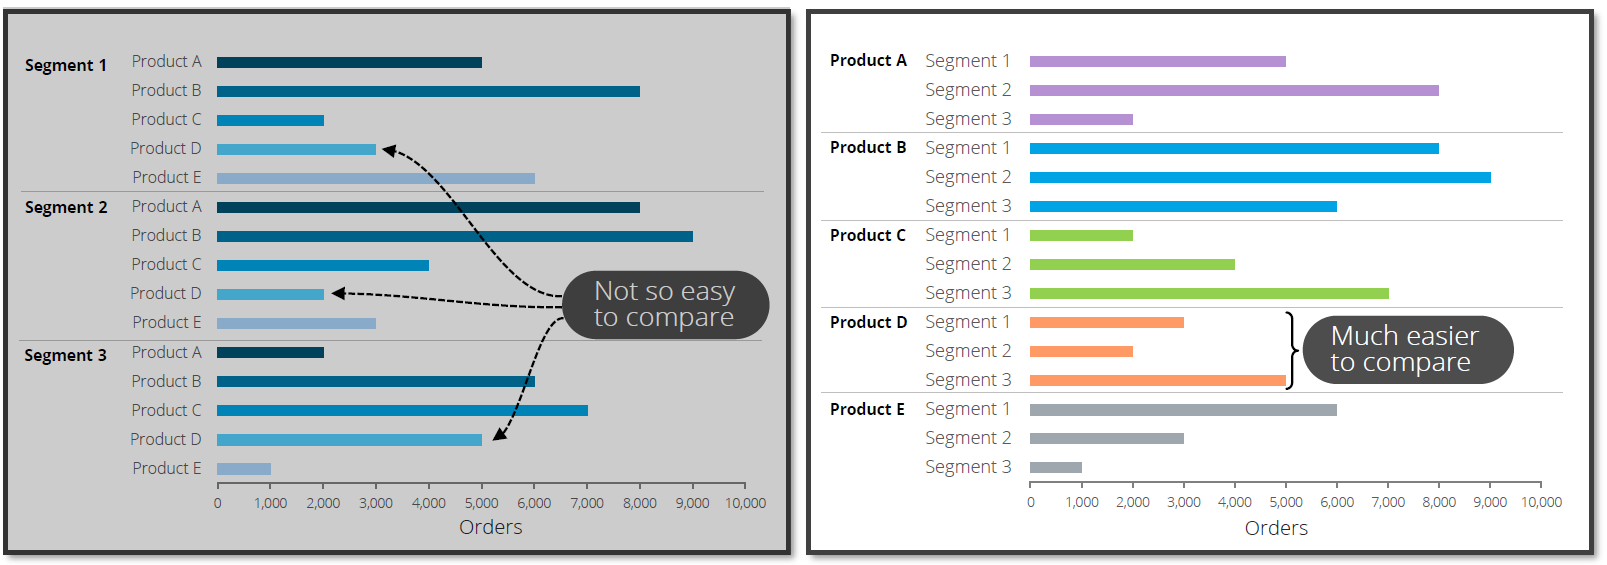 Segment 1 Product A
Product B
Product C
Product D
Product E
Segment 2 Product A
Product B
Product C
Product D
Product E
Segment 3 Product A
Product B
Product C
Product D
Product E
Not so easy
to compare
0 1,000 2,000 3,000 4,000 5,000 6,000 7,000 8,000 9,000 10,000
Orders
Product A Segment 1
Segment 2
Segment 3
Product B Segment 1
Segment 2
Segment 3
Product C Segment 1
Segment 2
Segment 3
Product D Segment 1
Segment 2
Segment 3
Much easier
to compare
Product E Segment 1
Segment 2
Segment 3
0 1,000 2,000 3,000 4,000 5,000 6,000 7,000 8,000 9,000 10,000
Orders